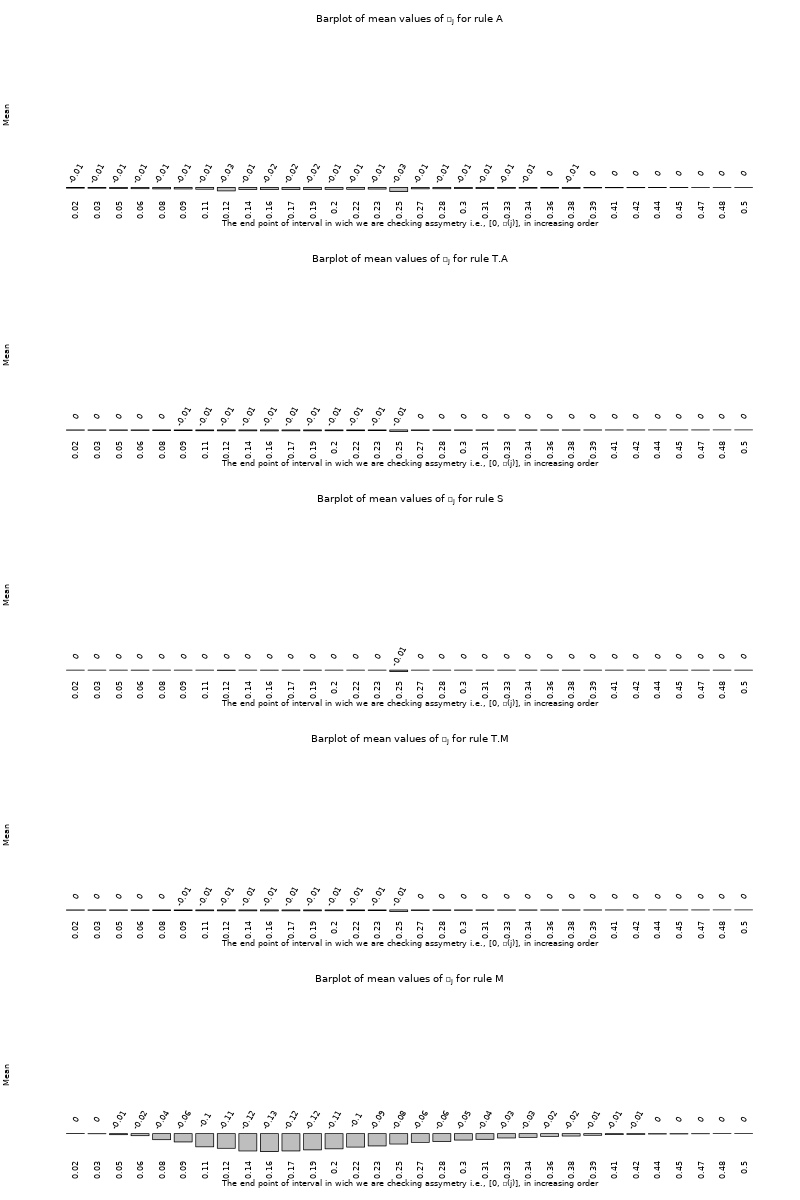 Barplot of mean values of □j for rule A
Mean
-0.01 -0.01 -0.01 -0.01 -0.01 -0.01 -0.01 -0.03 -0.01 -0.02 -0.02 -0.02 -0.01 -0.01 -0.01 -0.03 -0.01 -0.01 -0.01 -0.01 -0.01 -0.01 0 -0.01 0 0 0 0 0 0 0 0
0.02 0.03 0.05 0.06 0.08 0.09 0.11 0.12 0.14 0.16 0.17 0.19 0.2 0.22 0.23 0.25 0.27 0.28 0.3 0.31 0.33 0.34 0.36 0.38 0.39 0.41 0.42 0.44 0.45 0.47 0.48 0.5
The end point of interval in wich we are checking assymetry i.e., [0, □(j)], in increasing order
Barplot of mean values of □j for rule T.A
Mean
0 0 0 0 0 -0.01 -0.01 -0.01 -0.01 -0.01 -0.01 -0.01 -0.01 -0.01 -0.01 -0.01 0 0 0 0 0 0 0 0 0 0 0 0 0 0 0 0
0.02 0.03 0.05 0.06 0.08 0.09 0.11 0.12 0.14 0.16 0.17 0.19 0.2 0.22 0.23 0.25 0.27 0.28 0.3 0.31 0.33 0.34 0.36 0.38 0.39 0.41 0.42 0.44 0.45 0.47 0.48 0.5
The end point of interval in wich we are checking assymetry i.e., [0, □(j)], in increasing order
Barplot of mean values of □j for rule S
Mean
0 0 0 0 0 0 0 0 0 0 0 0 0 0 0 -0.01 0 0 0 0 0 0 0 0 0 0 0 0 0 0 0 0
0.02 0.03 0.05 0.06 0.08 0.09 0.11 0.12 0.14 0.16 0.17 0.19 0.2 0.22 0.23 0.25 0.27 0.28 0.3 0.31 0.33 0.34 0.36 0.38 0.39 0.41 0.42 0.44 0.45 0.47 0.48 0.5
The end point of interval in wich we are checking assymetry i.e., [0, □(j)], in increasing order
Barplot of mean values of □j for rule T.M
Mean
0 0 0 0 0 -0.01 -0.01 -0.01 -0.01 -0.01 -0.01 -0.01 -0.01 -0.01 -0.01 -0.01 0 0 0 0 0 0 0 0 0 0 0 0 0 0 0 0
0.02 0.03 0.05 0.06 0.08 0.09 0.11 0.12 0.14 0.16 0.17 0.19 0.2 0.22 0.23 0.25 0.27 0.28 0.3 0.31 0.33 0.34 0.36 0.38 0.39 0.41 0.42 0.44 0.45 0.47 0.48 0.5
The end point of interval in wich we are checking assymetry i.e., [0, □(j)], in increasing order
Barplot of mean values of □j for rule M
Mean
0 0 -0.01 -0.02 -0.04 -0.06 -0.1 -0.11 -0.12 -0.13 -0.12 -0.12 -0.11 -0.1 -0.09 -0.08 -0.06 -0.06 -0.05 -0.04 -0.03 -0.03 -0.02 -0.02 -0.01 -0.01 -0.01 0 0 0 0 0
0.02 0.03 0.05 0.06 0.08 0.09 0.11 0.12 0.14 0.16 0.17 0.19 0.2 0.22 0.23 0.25 0.27 0.28 0.3 0.31 0.33 0.34 0.36 0.38 0.39 0.41 0.42 0.44 0.45 0.47 0.48 0.5
The end point of interval in wich we are checking assymetry i.e., [0, □(j)], in increasing order